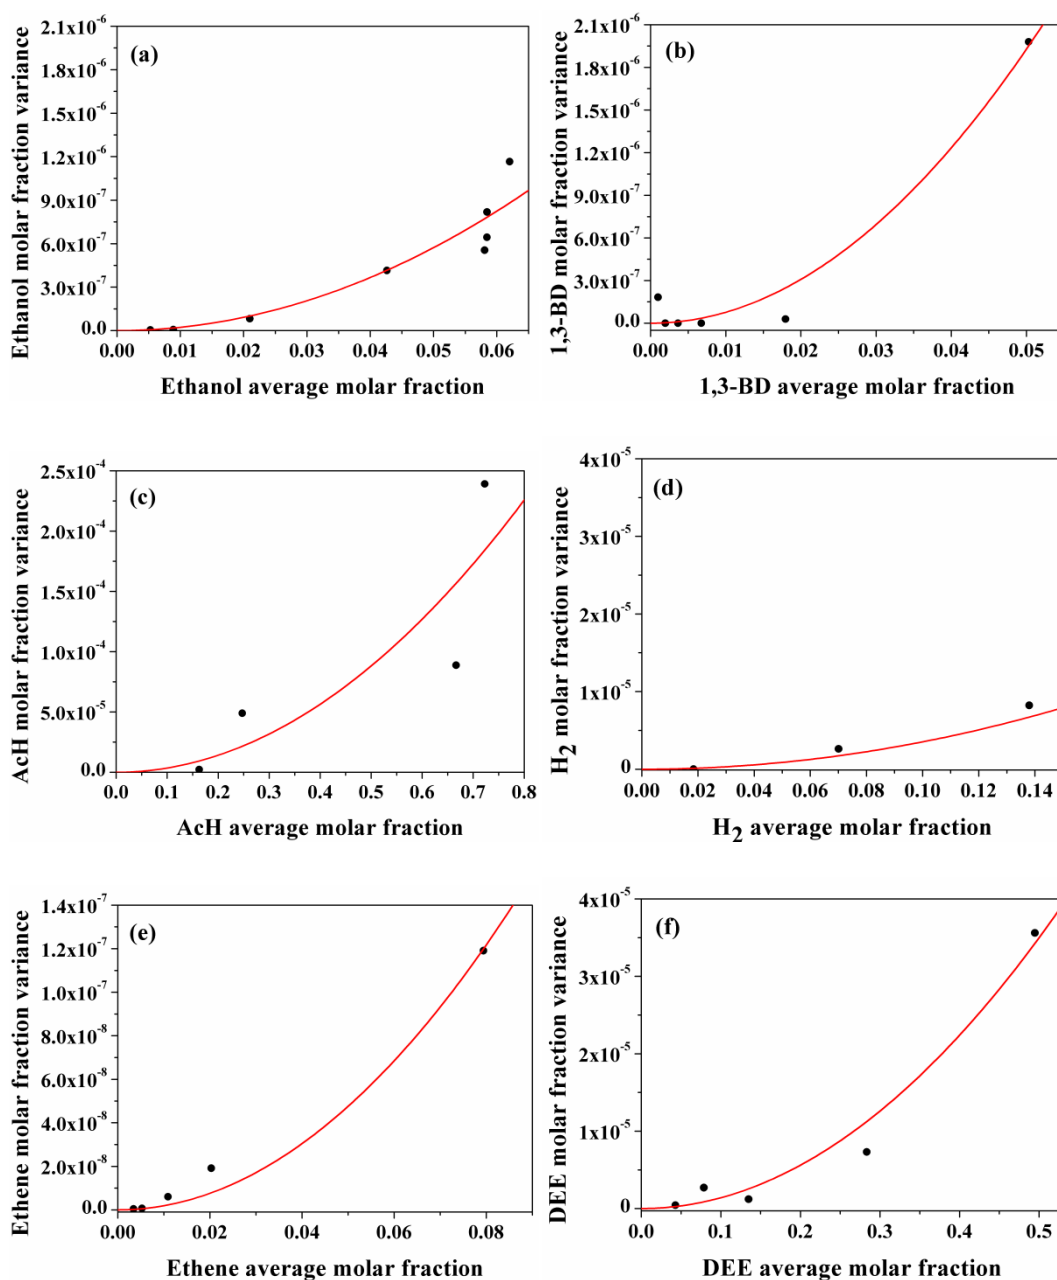 (a)
Ethanol molar fraction variance
2.1x10⁻⁶
1.8x10⁻⁶
1.5x10⁻⁶
1.2x10⁻⁶
9.0x10⁻⁷
6.0x10⁻⁷
3.0x10⁻⁷
0.0
0.00 0.01 0.02 0.03 0.04 0.05 0.06
Ethanol average molar fraction
(b)
1,3-BD molar fraction variance
2.1x10⁻⁶
1.8x10⁻⁶
1.5x10⁻⁶
1.2x10⁻⁶
9.0x10⁻⁷
6.0x10⁻⁷
3.0x10⁻⁷
0.0
0.00 0.01 0.02 0.03 0.04 0.05
1,3-BD average molar fraction
(c)
AcH molar fraction variance
2.5x10⁻⁴
2.0x10⁻⁴
1.5x10⁻⁴
1.0x10⁻⁴
5.0x10⁻⁵
0.0
0.0 0.1 0.2 0.3 0.4 0.5 0.6 0.7 0.8
AcH average molar fraction
(d)
H₂ molar fraction variance
4x10⁻⁵
3x10⁻⁵
2x10⁻⁵
1x10⁻⁵
0
0.00 0.02 0.04 0.06 0.08 0.10 0.12 0.14
H₂ average molar fraction
(e)
Ethene molar fraction variance
1.4x10⁻⁷
1.2x10⁻⁷
1.0x10⁻⁷
8.0x10⁻⁸
6.0x10⁻⁸
4.0x10⁻⁸
2.0x10⁻⁸
0.0
0.00 0.02 0.04 0.06 0.08
Ethene average molar fraction
(f)
DEE molar fraction variance
4x10⁻⁵
3x10⁻⁵
2x10⁻⁵
1x10⁻⁵
0
0.0 0.1 0.2 0.3 0.4 0.5
DEE average molar fraction